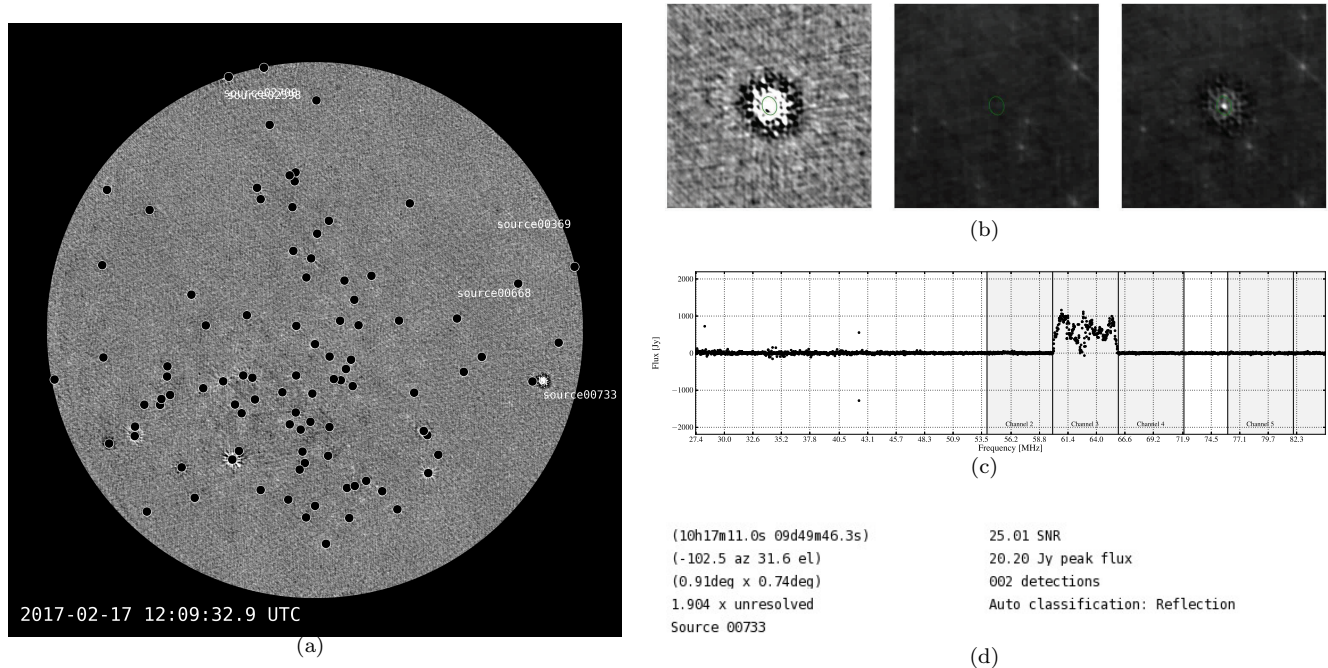 source02700
source02598
source00369
source00668
source00733
2017-02-17 12:09:32.9 UTC
(a)
(b)
Flux [Jy]
2000
1000
0
−1000
−2000
Channel 2
Channel 3
Channel 4
Channel 5
27.4 30.0 32.6 35.2 37.8 40.5 43.1 45.7 48.3 50.9 53.5 56.2 58.8 61.4 64.0 66.6 69.2 71.9 74.5 77.1 79.7 82.3
Frequency [MHz]
(c)
(10h17m11.0s 09d49m46.3s)
(-102.5 az 31.6 el)
(0.91deg x 0.74deg)
1.904 x unresolved
Source 00733
25.01 SNR
20.20 Jy peak flux
002 detections
Auto classification: Reflection
(d)